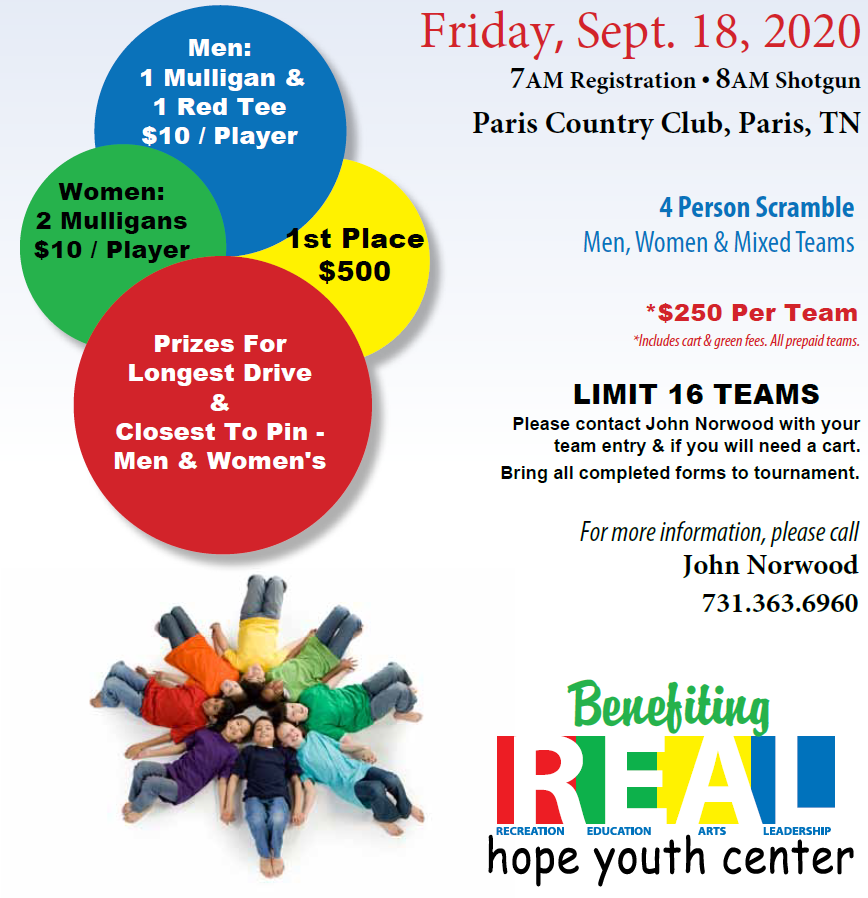 Men:
1 Mulligan &
1 Red Tee
$10 / Player
Women:
2 Mulligans
$10 / Player
1st Place
$500
Prizes For
Longest Drive
&
Closest To Pin -
Men & Women's
Friday, Sept. 18, 2020
7AM Registration • 8AM Shotgun
Paris Country Club, Paris, TN
4 Person Scramble
Men, Women & Mixed Teams
*$250 Per Team
*Includes cart & green fees. All prepaid teams.
LIMIT 16 TEAMS
Please contact John Norwood with your
team entry & if you will need a cart.
Bring all completed forms to tournament.
For more information, please call
John Norwood
731.363.6960
Benefiting
REAL
RECREATION EDUCATION ARTS LEADERSHIP
hope youth center